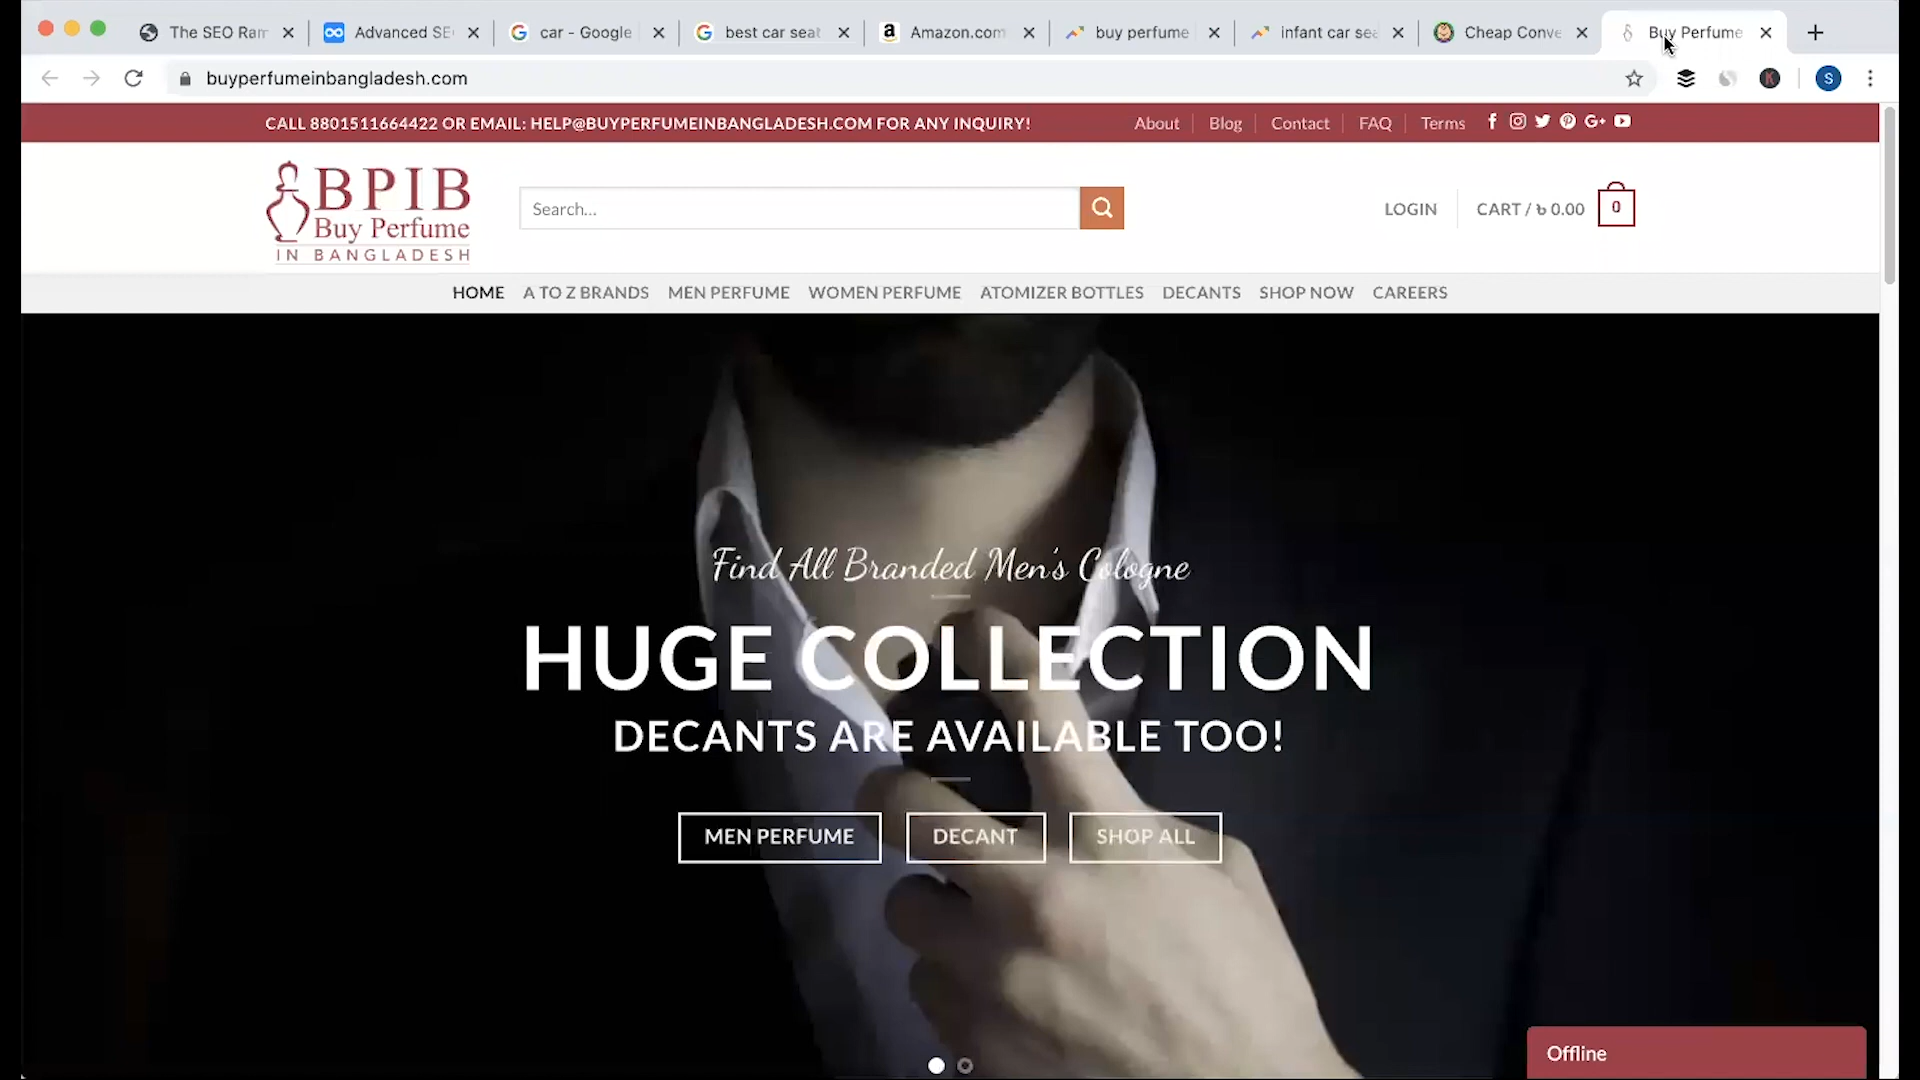 The SEO Ram
Advanced SE
car - Google
best car seat
Amazon.com
buy perfume
infant car sea
Cheap Conve
Buy Perfume
buyperfumeinbangladesh.com
S
CALL 8801511664422 OR EMAIL: HELP@BUYPERFUMEINBANGLADESH.COM FOR ANY INQUIRY!
About
Blog
Contact
FAQ
Terms
BPIB
Buy Perfume
IN BANGLADESH
Search...
LOGIN
CART / ৳ 0.00
0
HOME
A TO Z BRANDS
MEN PERFUME
WOMEN PERFUME
ATOMIZER BOTTLES
DECANTS
SHOP NOW
CAREERS
Find All Branded Men's Cologne
HUGE COLLECTION
DECANTS ARE AVAILABLE TOO!
MEN PERFUME
DECANT
SHOP ALL
Offline